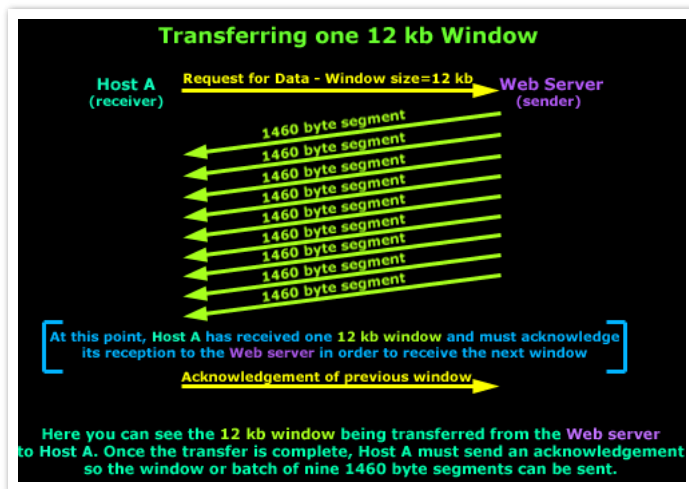 Transferring one 12 kb Window
Host A
(receiver)
Request for Data - Window size=12 kb
Web Server
(sender)
1460 byte segment
1460 byte segment
1460 byte segment
1460 byte segment
1460 byte segment
1460 byte segment
1460 byte segment
1460 byte segment
1460 byte segment
At this point, Host A has received one 12 kb window and must acknowledge
its reception to the Web server in order to receive the next window
Acknowledgement of previous window
Here you can see the 12 kb window being transferred from the Web server
to Host A. Once the transfer is complete, Host A must send an acknowledgement
so the window or batch of nine 1460 byte segments can be sent.